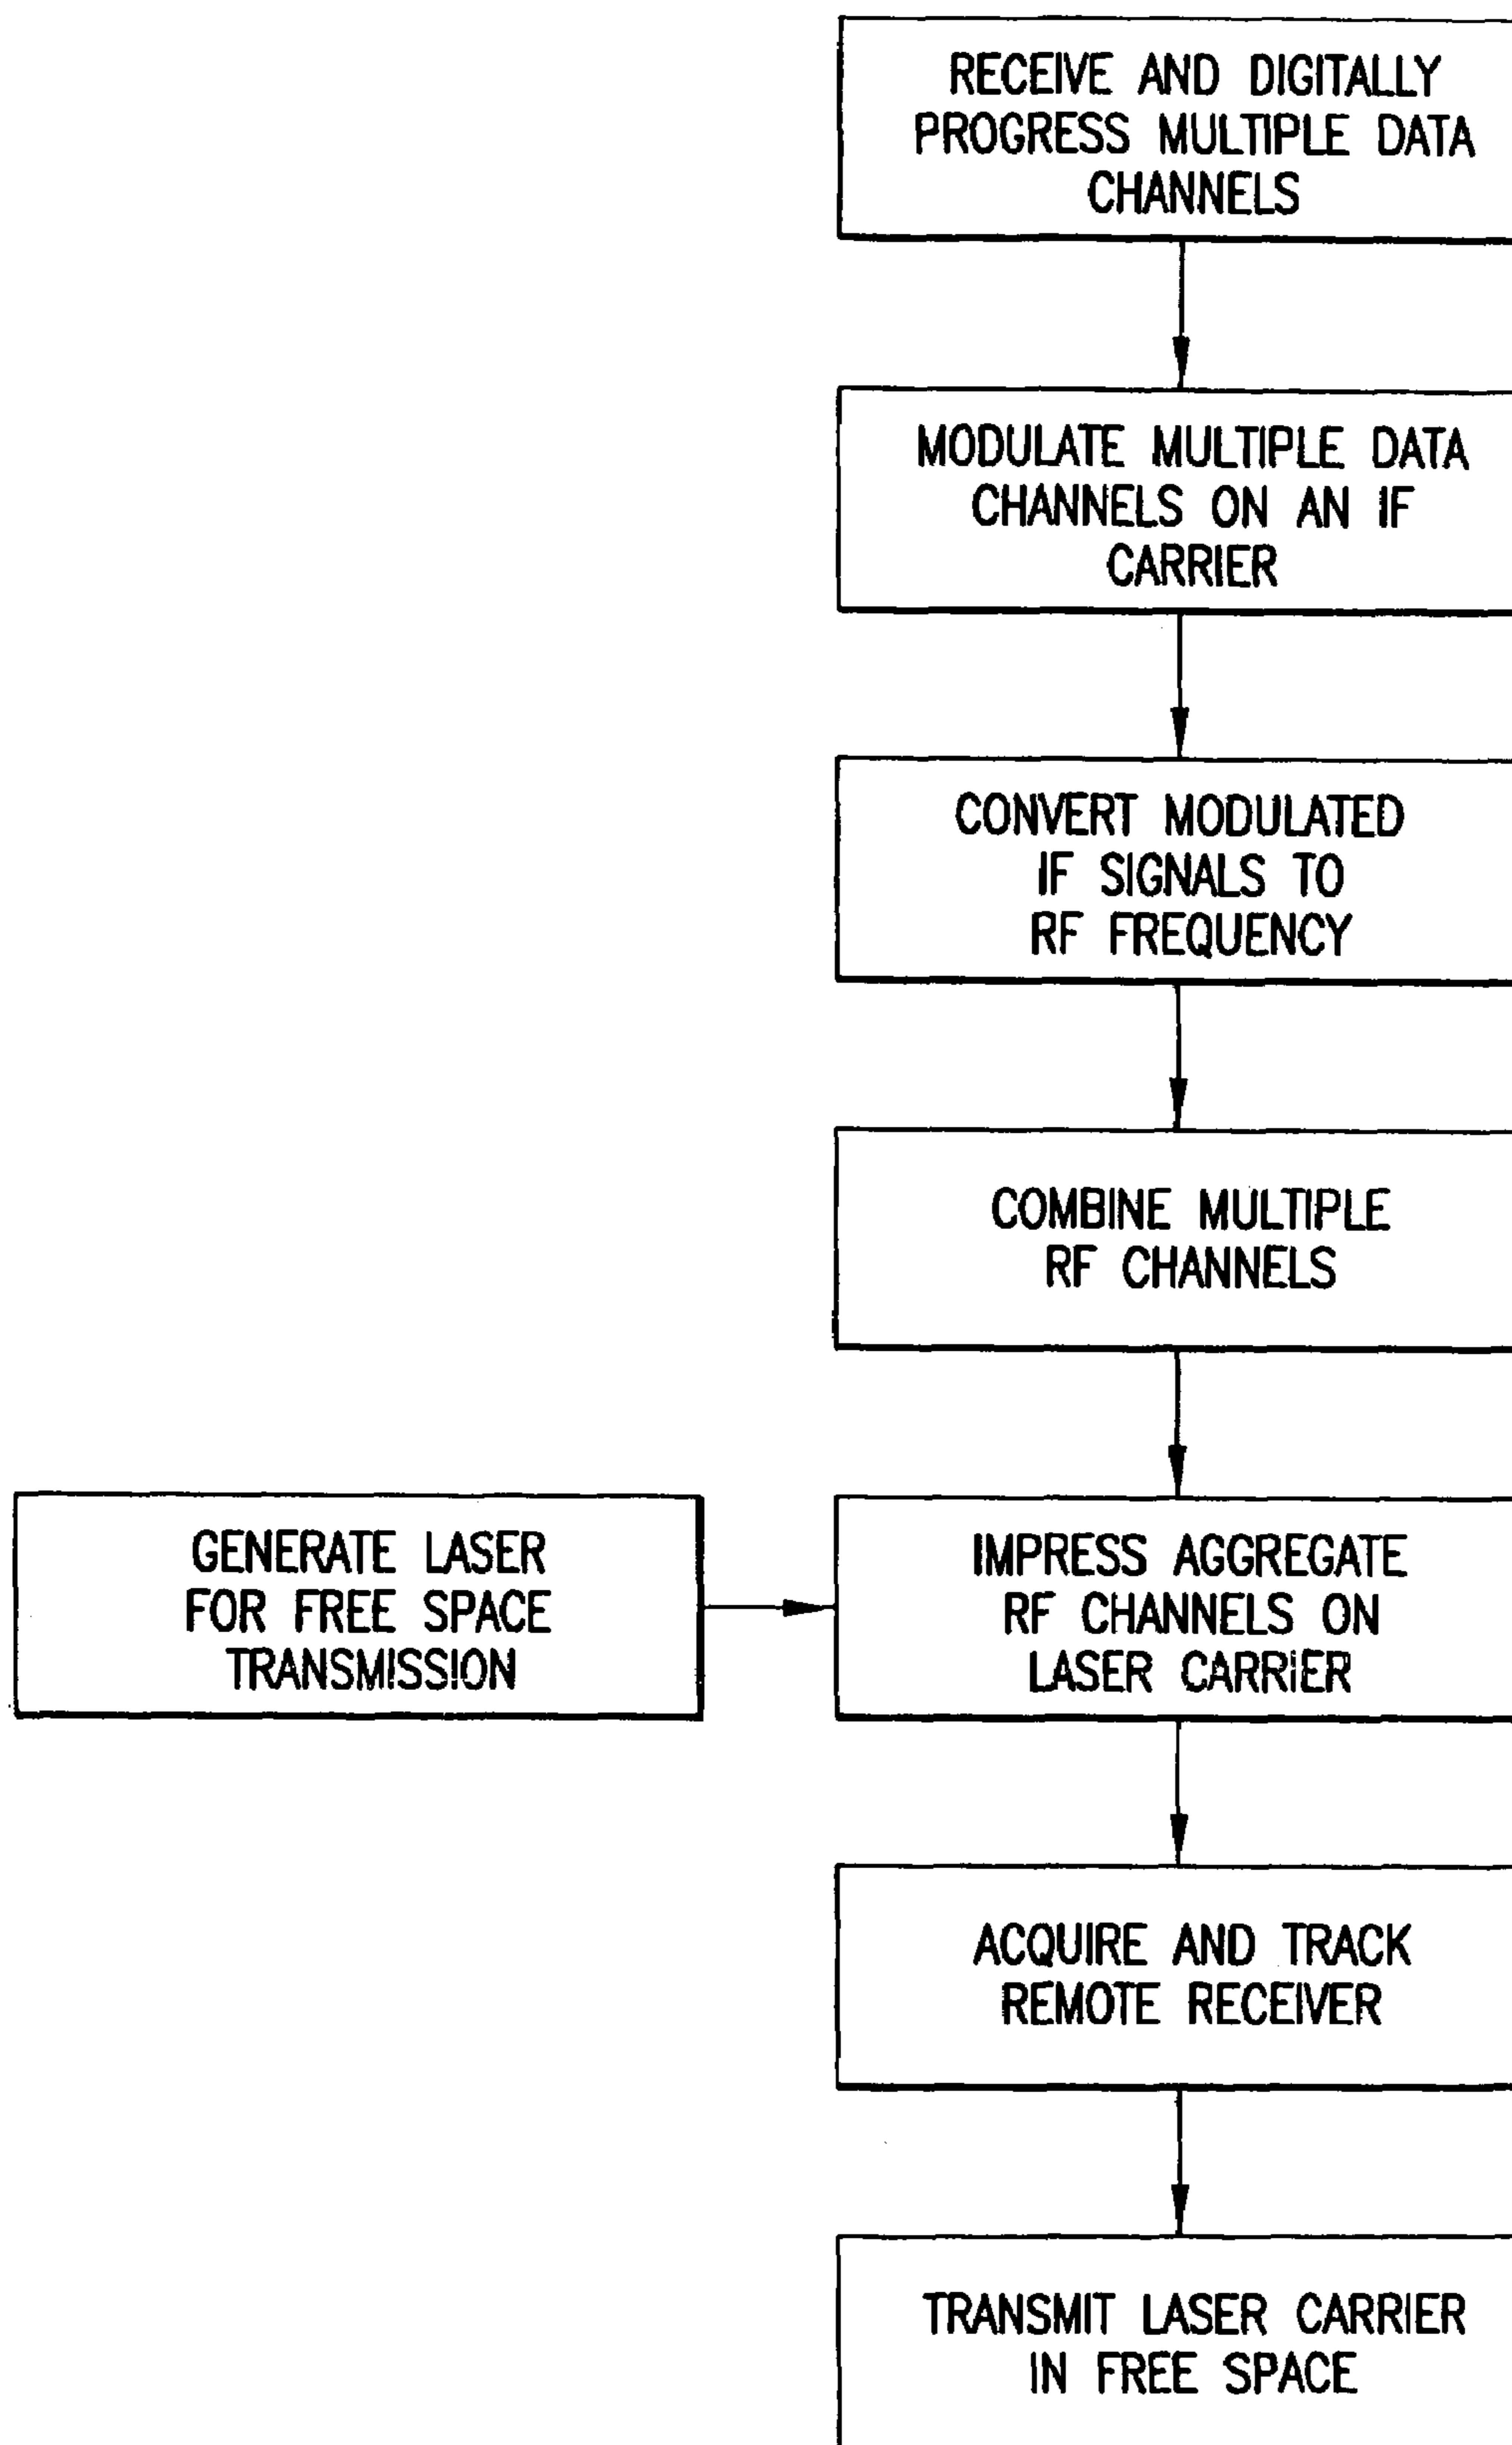 RECEIVE AND DIGITALLY
PROGRESS MULTIPLE DATA
CHANNELS
MODULATE MULTIPLE DATA
CHANNELS ON AN IF
CARRIER
CONVERT MODULATED
IF SIGNALS TO
RF FREQUENCY
COMBINE MULTIPLE
RF CHANNELS
GENERATE LASER
FOR FREE SPACE
TRANSMISSION
IMPRESS AGGREGATE
RF CHANNELS ON
LASER CARRIER
ACQUIRE AND TRACK
REMOTE RECEIVER
TRANSMIT LASER CARRIER
IN FREE SPACE